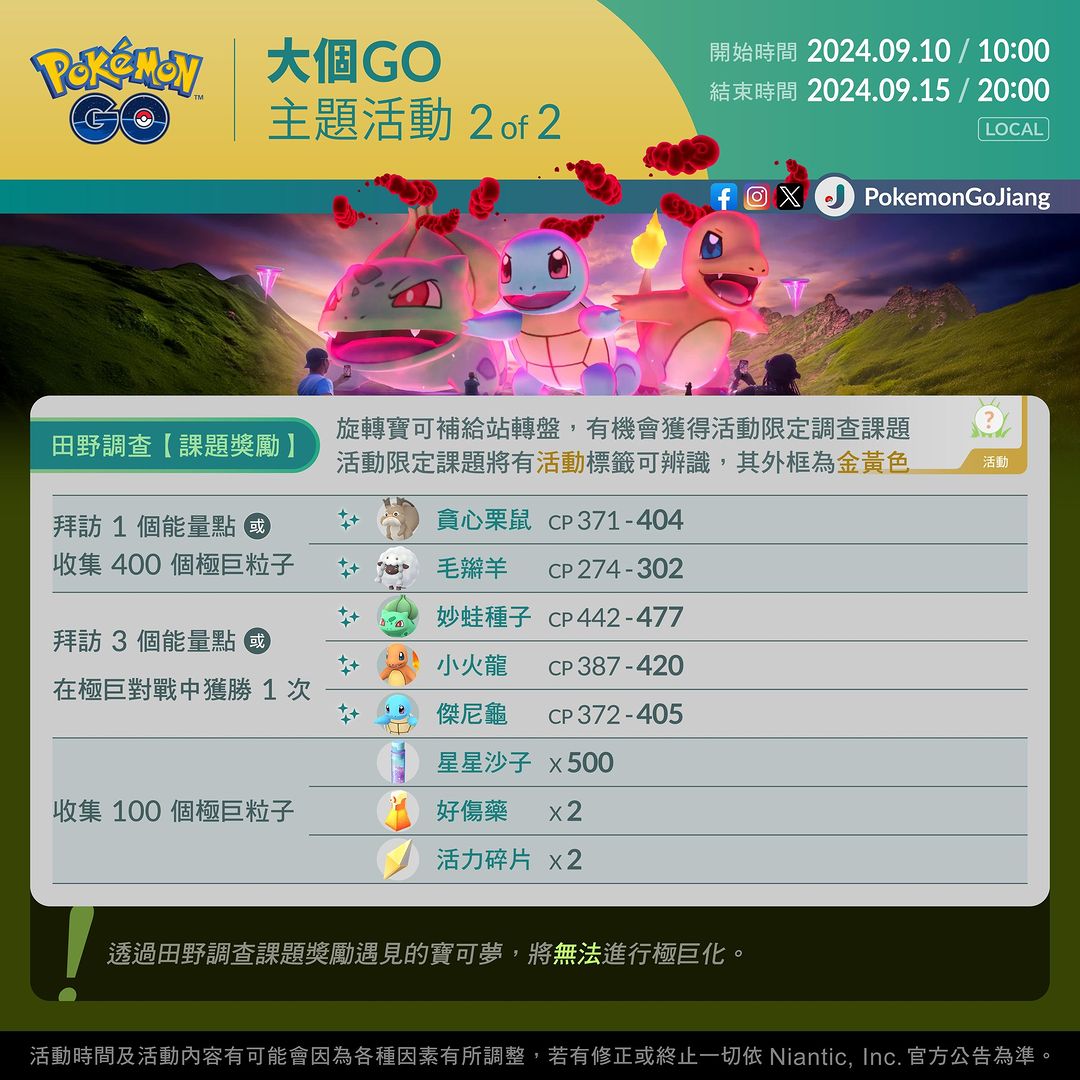 POKÉMON GO™
大個GO
主題活動 2 of 2
開始時間 2024.09.10 / 10:00
結束時間 2024.09.15 / 20:00
LOCAL
PokemonGoJiang
田野調查【課題獎勵】
旋轉寶可補給站轉盤，有機會獲得活動限定調查課題
活動限定課題將有活動標籤可辨識，其外框為金黃色
?
活動
拜訪 1 個能量點 或
收集 400 個極巨粒子
貪心栗鼠 CP 371 - 404
毛辮羊 CP 274 - 302
拜訪 3 個能量點 或
在極巨對戰中獲勝 1 次
妙蛙種子 CP 442 - 477
小火龍 CP 387 - 420
傑尼龜 CP 372 - 405
收集 100 個極巨粒子
星星沙子 x 500
好傷藥 x 2
活力碎片 x 2
! 透過田野調查課題獎勵遇見的寶可夢，將無法進行極巨化。
活動時間及活動內容有可能會因為各種因素有所調整，若有修正或終止一切依 Niantic, Inc. 官方公告為準。